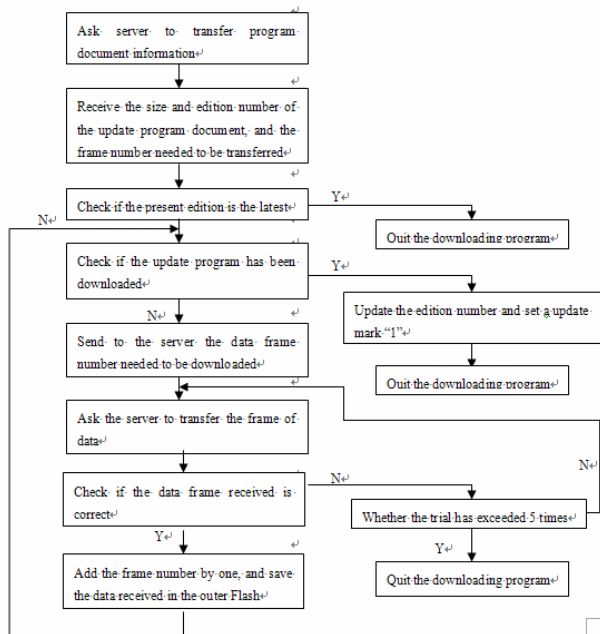 Ask server to transfer program
document information
Receive the size and edition number of
the update program document, and the
frame number needed to be transferred
Check if the present edition is the latest
Y
Quit the downloading program
N
Check if the update program has been
downloaded
Y
Update the edition number and set a update
mark “1”
Quit the downloading program
N
Send to the server the data frame
number needed to be downloaded
Ask the server to transfer the frame of
data
Check if the data frame received is
correct
N
Whether the trial has exceeded 5 times
N
Y
Quit the downloading program
Y
Add the frame number by one, and save
the data received in the outer Flash